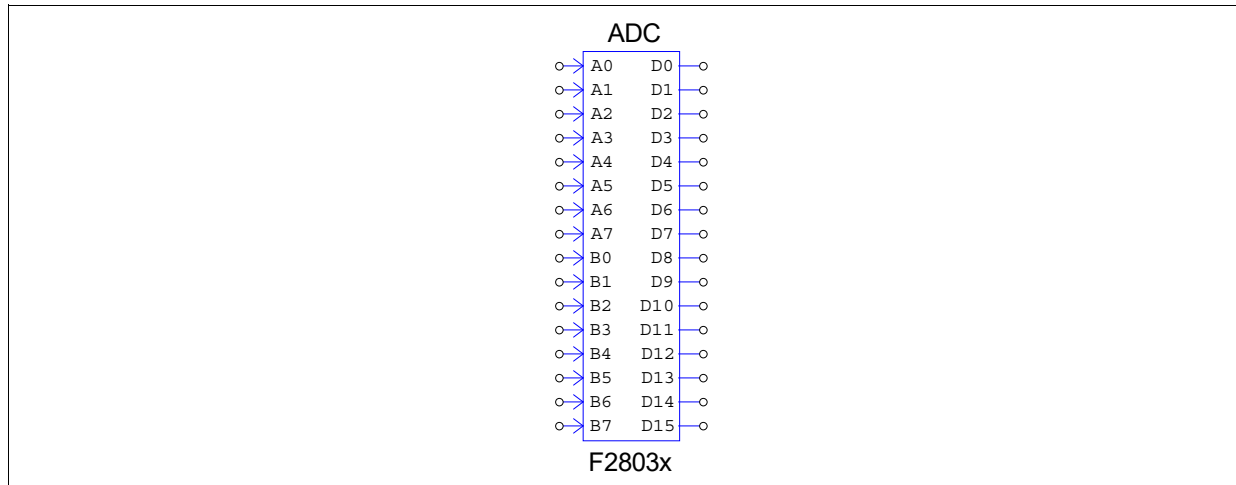 ADC
A0 D0
A1 D1
A2 D2
A3 D3
A4 D4
A5 D5
A6 D6
A7 D7
B0 D8
B1 D9
B2 D10
B3 D11
B4 D12
B5 D13
B6 D14
B7 D15
F2803x